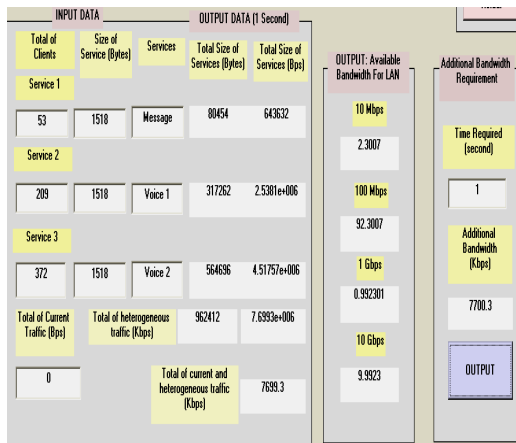 INPUT DATA
OUTPUT DATA (1 Second)
Total of
Clients
Size of
Service (Bytes)
Services
Total Size of
Services (Bytes)
Total Size of
Services (Bps)
Service 1
53
1518
Message
80454
643632
Service 2
209
1518
Voice 1
317262
2.5381e+006
Service 3
372
1518
Voice 2
564696
4.51757e+006
Total of Current
Traffic (Bps)
Total of heterogeneous
traffic (Kbps)
962412
7.6993e+006
0
Total of current and
heterogeneous traffic
(Kbps)
7699.3
OUTPUT: Available
Bandwidth For LAN
10 Mbps
2.3007
100 Mbps
92.3007
1 Gbps
0.992301
10 Gbps
9.9923
Additional Bandwidth
Requirement
Time Required
(second)
1
Additional
Bandwidth
(Kbps)
7700.3
OUTPUT